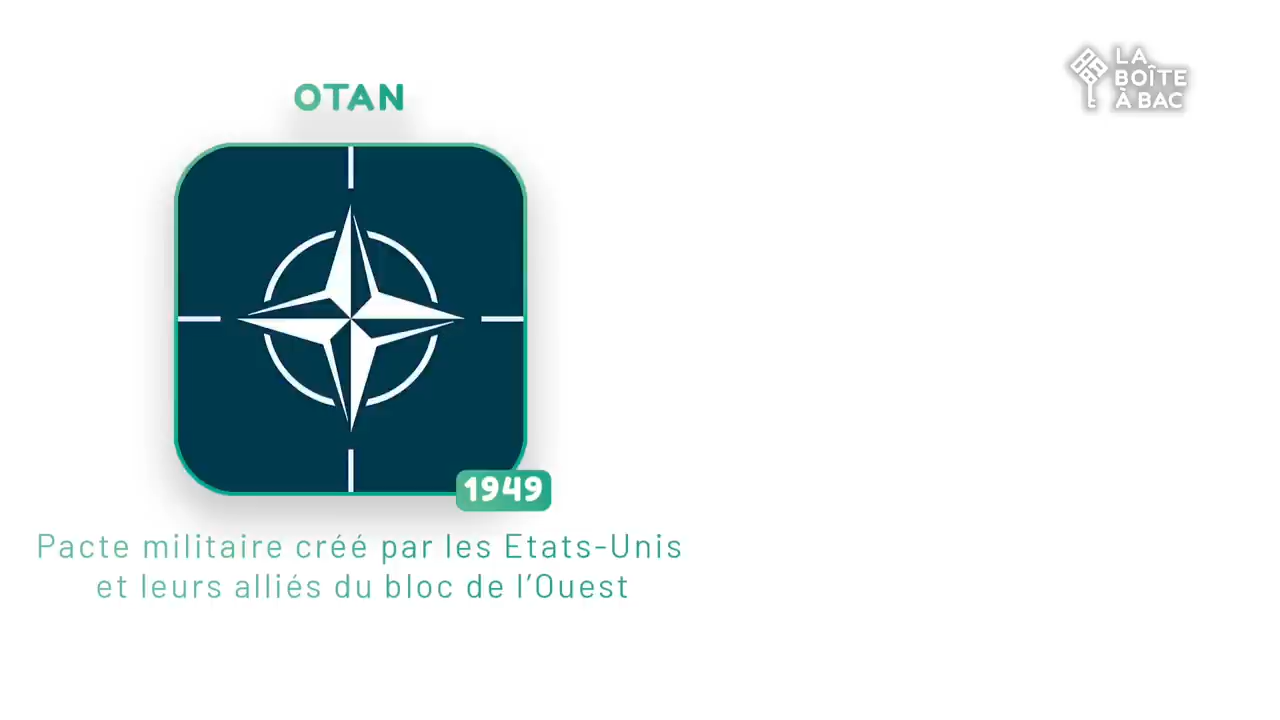 OTAN
LA
BOÎTE
À BAC
1949
Pacte militaire créé par les Etats-Unis
et leurs alliés du bloc de l'Ouest